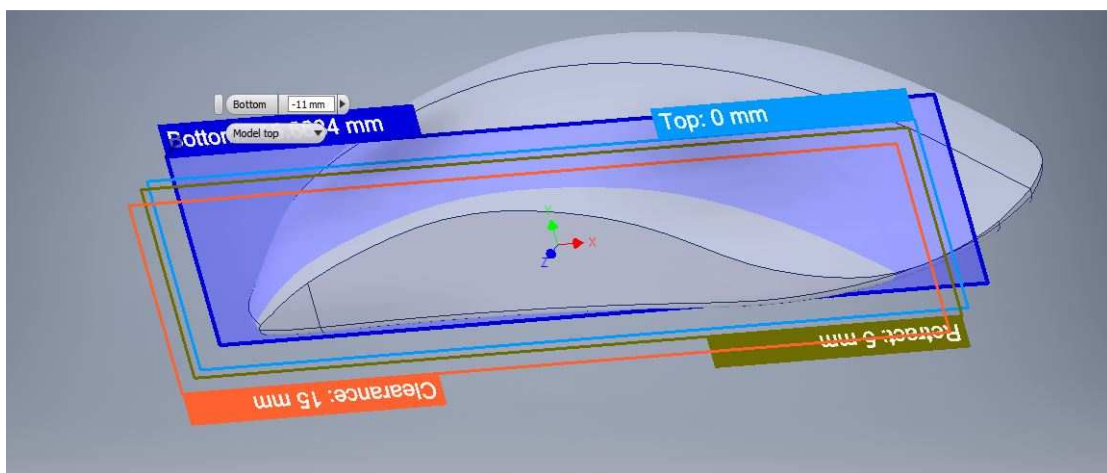 Bottom -11 mm
Top: 0 mm
Model top
Retract: 5 mm
Clearance: 15 mm
Y
X
Z